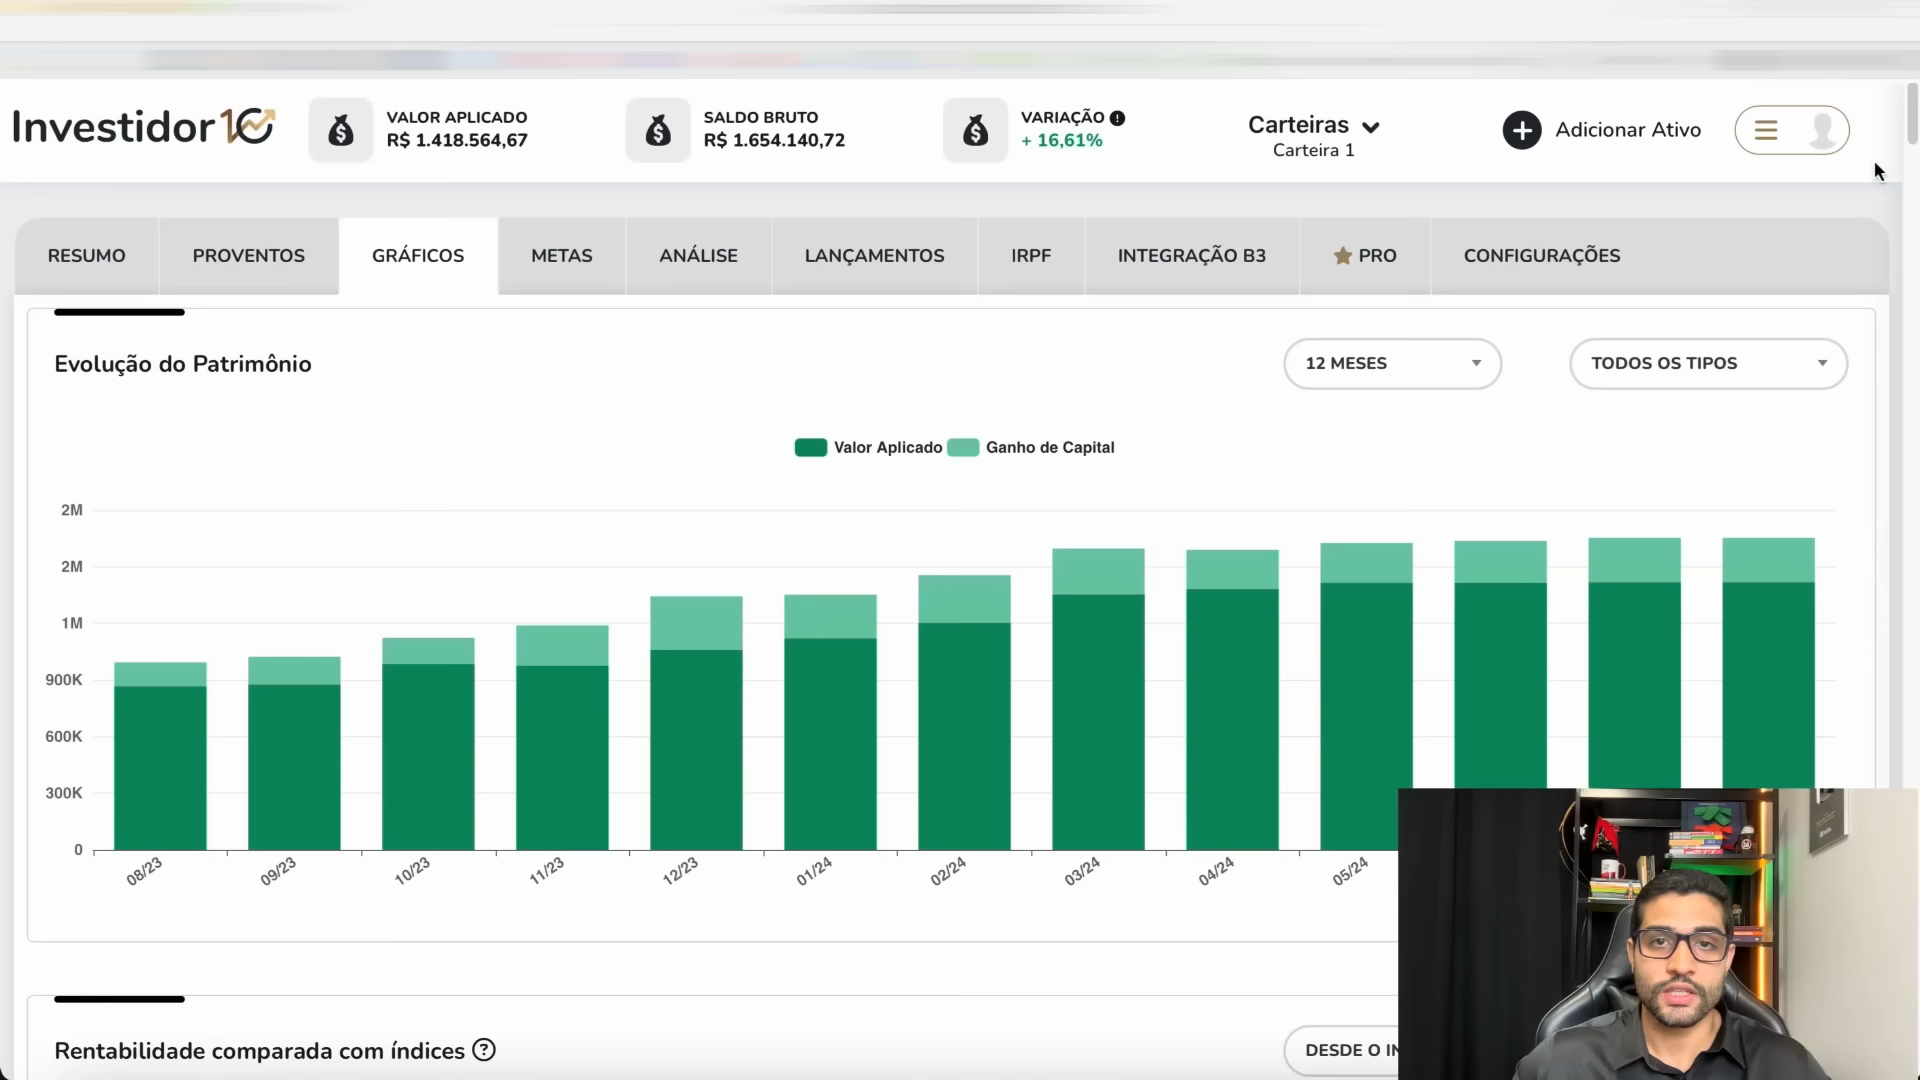 Investidor 10
VALOR APLICADO
R$ 1.418.564,67
SALDO BRUTO
R$ 1.654.140,72
VARIAÇÃO
+ 16,61%
Carteiras
Carteira 1
Adicionar Ativo
RESUMO
PROVENTOS
GRÁFICOS
METAS
ANÁLISE
LANÇAMENTOS
IRPF
INTEGRAÇÃO B3
PRO
CONFIGURAÇÕES
Evolução do Patrimônio
12 MESES
TODOS OS TIPOS
Valor Aplicado
Ganho de Capital
2M
2M
1M
900K
600K
300K
0
08/23
09/23
10/23
11/23
12/23
01/24
02/24
03/24
04/24
05/24
Rentabilidade comparada com índices ?
DESDE O IN